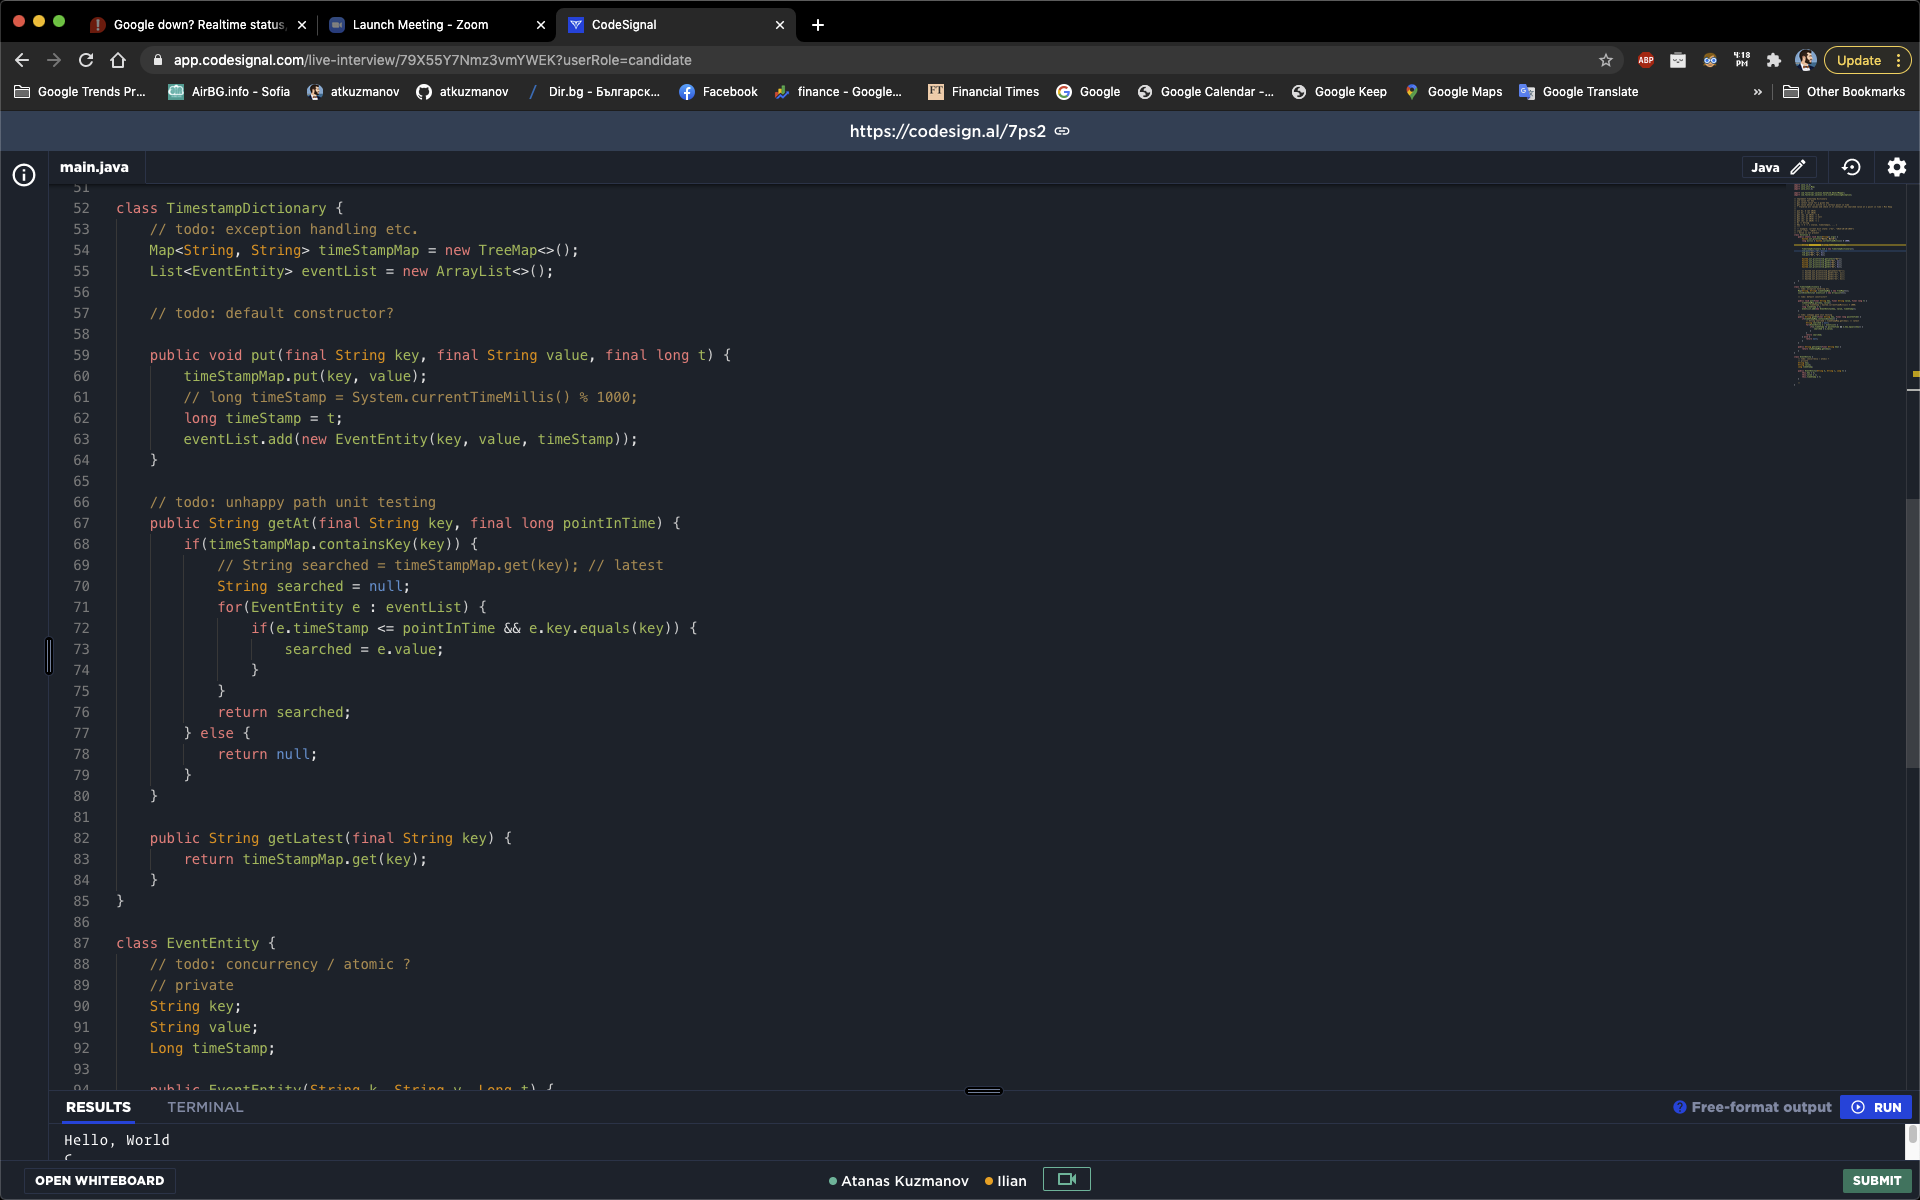 Google down? Realtime status,
Launch Meeting - Zoom
CodeSignal
app.codesignal.com/live-interview/79X55Y7Nmz3vmYWEK?userRole=candidate
ABP
4:18 PM
Update
Google Trends Pr...
AirBG.info - Sofia
atkuzmanov
atkuzmanov
Dir.bg - Българск...
Facebook
finance - Google...
FT Financial Times
Google
Google Calendar -...
Google Keep
Google Maps
Google Translate
»
Other Bookmarks
https://codesign.al/7ps2
main.java
Java
51
52 class TimestampDictionary {
53 // todo: exception handling etc.
54 Map<String, String> timeStampMap = new TreeMap<>();
55 List<EventEntity> eventList = new ArrayList<>();
56
57 // todo: default constructor?
58
59 public void put(final String key, final String value, final long t) {
60 timeStampMap.put(key, value);
61 // long timeStamp = System.currentTimeMillis() % 1000;
62 long timeStamp = t;
63 eventList.add(new EventEntity(key, value, timeStamp));
64 }
65
66 // todo: unhappy path unit testing
67 public String getAt(final String key, final long pointInTime) {
68 if(timeStampMap.containsKey(key)) {
69 // String searched = timeStampMap.get(key); // latest
70 String searched = null;
71 for(EventEntity e : eventList) {
72 if(e.timeStamp <= pointInTime && e.key.equals(key)) {
73 searched = e.value;
74 }
75 }
76 return searched;
77 } else {
78 return null;
79 }
80 }
81
82 public String getLatest(final String key) {
83 return timeStampMap.get(key);
84 }
85 }
86
87 class EventEntity {
88 // todo: concurrency / atomic ?
89 // private
90 String key;
91 String value;
92 Long timeStamp;
93
94 public EventEntity(String k, String v, Long t) {
RESULTS
TERMINAL
Free-format output
RUN
Hello, World
OPEN WHITEBOARD
Atanas Kuzmanov
Ilian
SUBMIT